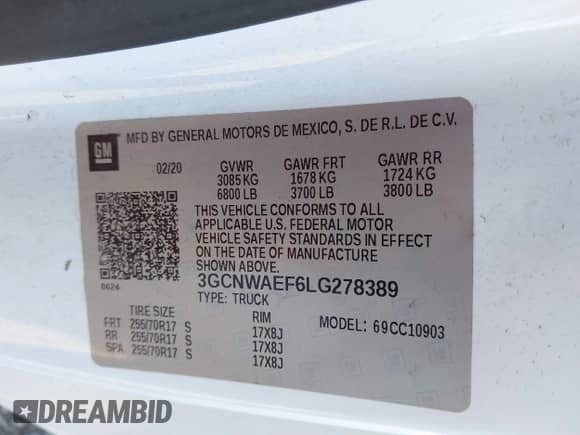 GM
MFD BY GENERAL MOTORS DE MEXICO, S. DE R.L. DE C.V.
02/20 GVWR GAWR FRT GAWR RR
3085 KG 1678 KG 1724 KG
6800 LB 3700 LB 3800 LB
THIS VEHICLE CONFORMS TO ALL
APPLICABLE U.S. FEDERAL MOTOR
VEHICLE SAFETY STANDARDS IN EFFECT
ON THE DATE OF MANUFACTURE
SHOWN ABOVE.
0624
3GCNWAEF6LG278389
TYPE: TRUCK
TIRE SIZE RIM
FRT 255/70R17 S 17X8J MODEL: 69CC10903
RR 255/70R17 S 17X8J
SPA 255/70R17 S 17X8J
DREAMBID